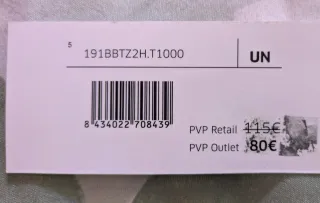 S
191BBTZ2H.T1000
UN
8 434022 708439
PVP Retail 115€
PVP Outlet 80€